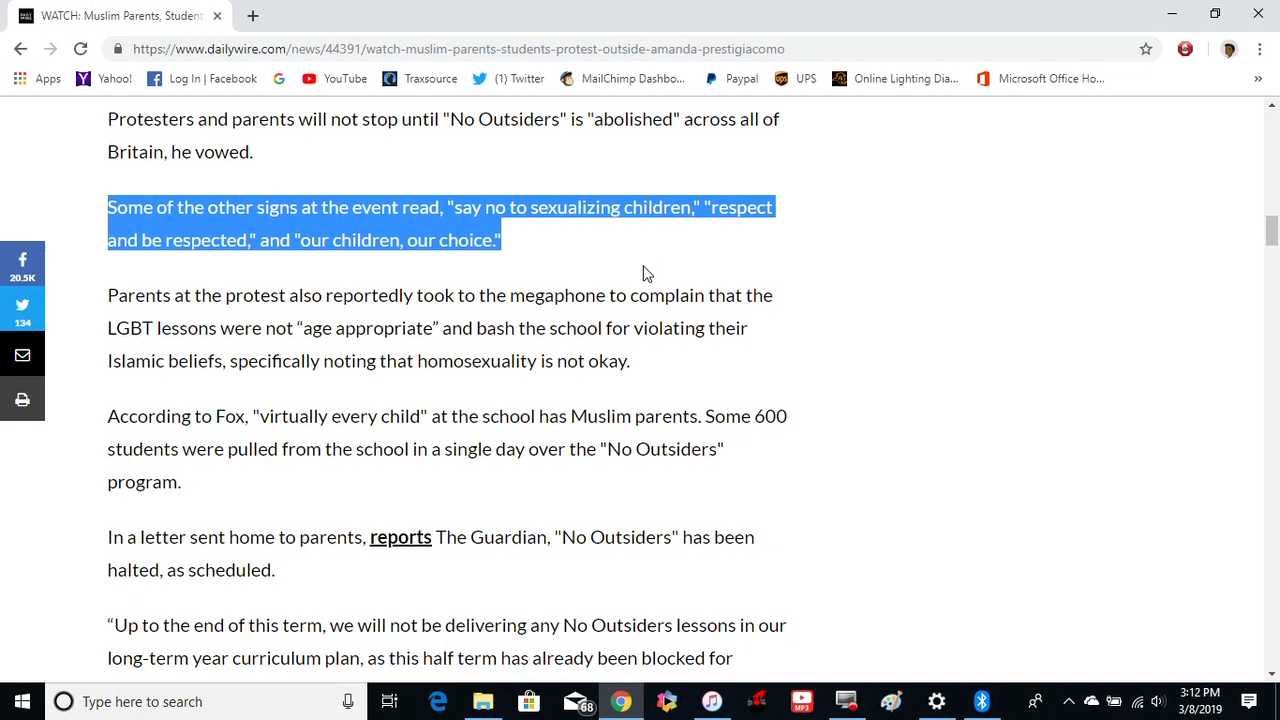 WATCH: Muslim Parents, Student
https://www.dailywire.com/news/44391/watch-muslim-parents-students-protest-outside-amanda-prestigiacomo
Apps Yahoo! Log In | Facebook YouTube Traxsource (1) Twitter MailChimp Dashbo... Paypal UPS Online Lighting Dia... Microsoft Office Ho... »
Protesters and parents will not stop until "No Outsiders" is "abolished" across all of
Britain, he vowed.
Some of the other signs at the event read, "say no to sexualizing children," "respect
and be respected," and "our children, our choice."
20.5K
134
Parents at the protest also reportedly took to the megaphone to complain that the
LGBT lessons were not “age appropriate” and bash the school for violating their
Islamic beliefs, specifically noting that homosexuality is not okay.
According to Fox, "virtually every child" at the school has Muslim parents. Some 600
students were pulled from the school in a single day over the "No Outsiders"
program.
In a letter sent home to parents, reports The Guardian, "No Outsiders" has been
halted, as scheduled.
“Up to the end of this term, we will not be delivering any No Outsiders lessons in our
long-term year curriculum plan, as this half term has already been blocked for
Type here to search
68
MP3
3:12 PM
3/8/2019